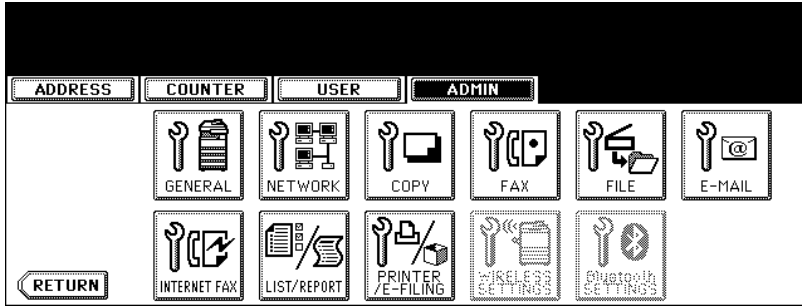 ADDRESS COUNTER USER ADMIN
GENERAL NETWORK COPY FAX FILE E-MAIL
@
INTERNET FAX LIST/REPORT PRINTER /E-FILING WIRELESS SETTINGS Bluetooth SETTINGS
RETURN